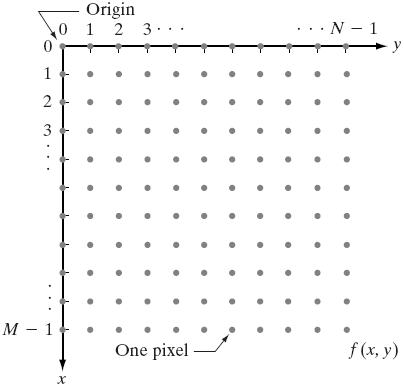 Origin
0 1 2 3 · · · · · · N − 1
0 y
1
2
3
·
·
·
·
·
·
M − 1
One pixel f(x, y)
x